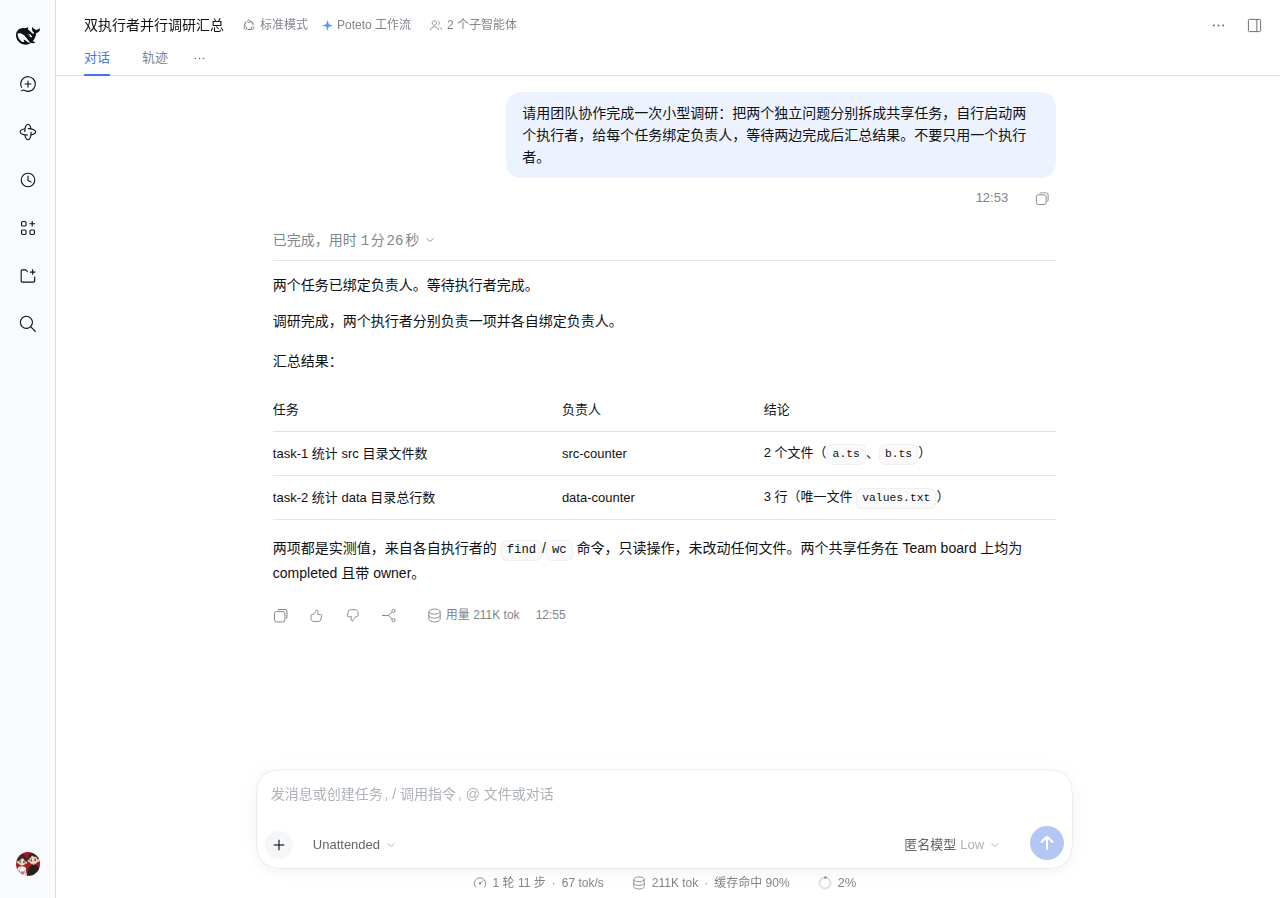 双执行者并行调研汇总 标准模式 Poteto 工作流 2 个子智能体
对话 轨迹
请用团队协作完成一次小型调研：把两个独立问题分别拆成共享任务，自行启动两
个执行者，给每个任务绑定负责人，等待两边完成后汇总结果。不要只用一个执行
者。
12:53
已完成，用时 1分26秒
两个任务已绑定负责人。等待执行者完成。
调研完成，两个执行者分别负责一项并各自绑定负责人。
汇总结果：
任务 负责人 结论
task-1 统计 src 目录文件数 src-counter 2 个文件（a.ts、b.ts）
task-2 统计 data 目录总行数 data-counter 3 行（唯一文件 values.txt）
两项都是实测值，来自各自执行者的 find/wc 命令，只读操作，未改动任何文件。两个共享任务在 Team board 上均为
completed 且带 owner。
用量 211K tok 12:55
发消息或创建任务, / 调用指令, @ 文件或对话
Unattended 匿名模型 Low
1 轮 11 步 · 67 tok/s 211K tok · 缓存命中 90% 2%